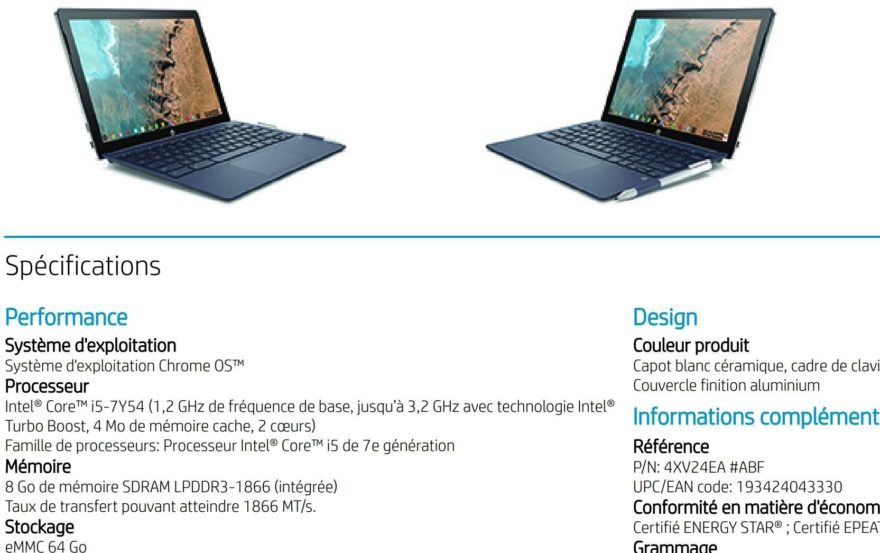 Spécifications
Performance
Système d'exploitation
Système d'exploitation Chrome OS™
Processeur
Intel® Core™ i5-7Y54 (1,2 GHz de fréquence de base, jusqu'à 3,2 GHz avec technologie Intel®
Turbo Boost, 4 Mo de mémoire cache, 2 cœurs)
Famille de processeurs: Processeur Intel® Core™ i5 de 7e génération
Mémoire
8 Go de mémoire SDRAM LPDDR3-1866 (intégrée)
Taux de transfert pouvant atteindre 1866 MT/s.
Stockage
eMMC 64 Go
Design
Couleur produit
Capot blanc céramique, cadre de clavi
Couvercle finition aluminium
Informations complément
Référence
P/N: 4XV24EA #ABF
UPC/EAN code: 193424043330
Conformité en matière d'économ
Certifié ENERGY STAR® ; Certifié EPEAT
Grammage